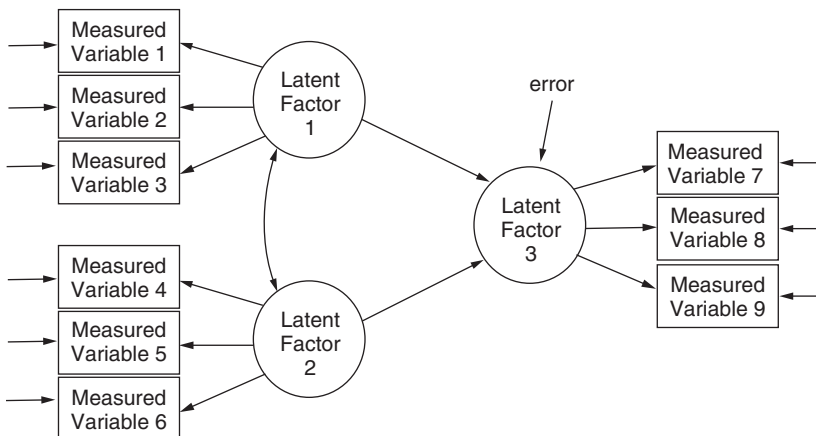 Measured
Variable 1
Measured
Variable 2
Measured
Variable 3
Latent
Factor
1
error
Latent
Factor
3
Measured
Variable 7
Measured
Variable 8
Measured
Variable 9
Measured
Variable 4
Measured
Variable 5
Measured
Variable 6
Latent
Factor
2